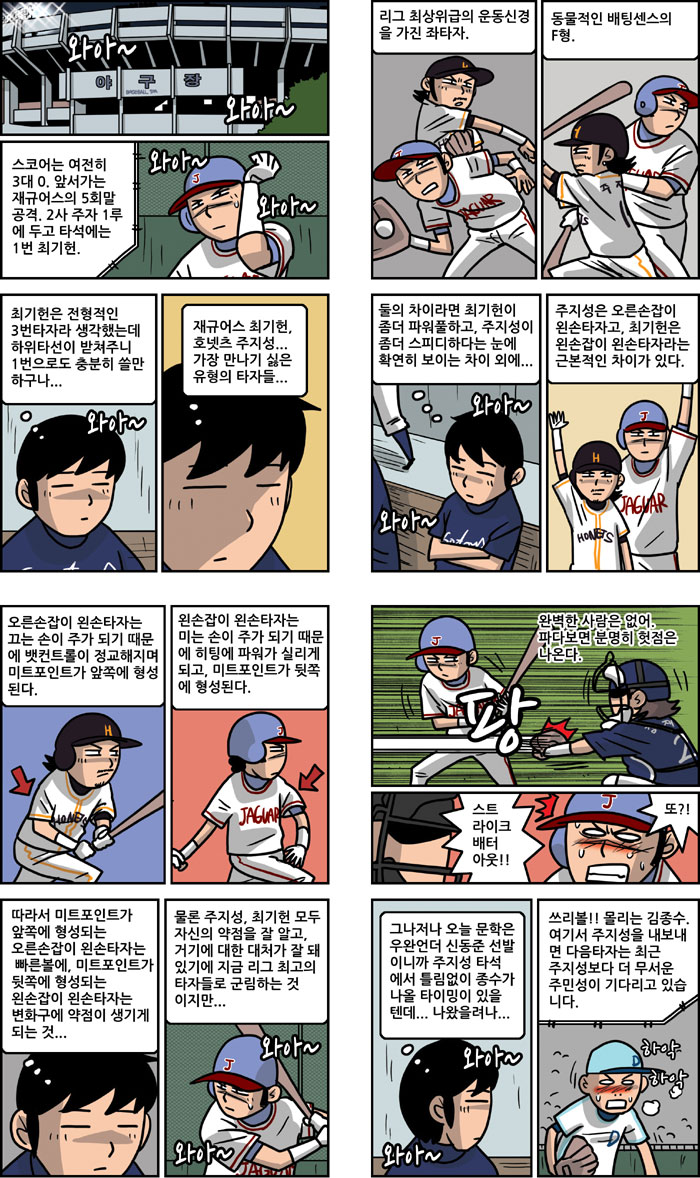 와아~
야구장
BASEBALL
와아~
스코어는 여전히
3대 0. 앞서가는
재규어스의 5회말
공격. 2사 주자 1루
에 두고 타석에는
1번 최기헌.
와아~
J
와아~
리그 최상위급의 운동신경
을 가진 좌타자.
JAGUAR
동물적인 배팅센스의
F형.
최기헌은 전형적인
3번타자라 생각했는데
하위타선이 받쳐주니
1번으로도 충분히 쓸만
하구나...
와아~
재규어스 최기헌,
호넷츠 주지성...
가장 만나기 싫은
유형의 타자들...
둘의 차이라면 최기헌이
좀더 파워풀하고, 주지성이
좀더 스피디하다는 눈에
확연히 보이는 차이 외에...
와아~
와아~
주지성은 오른손잡이
왼손타자고, 최기헌은
왼손잡이 왼손타자라는
근본적인 차이가 있다.
J
H
JAGUAR
HONETS
오른손잡이 왼손타자는
끄는 손이 주가 되기 때문
에 뱃컨트롤이 정교해지며
미트포인트가 앞쪽에 형성
된다.
H
왼손잡이 왼손타자는
미는 손이 주가 되기 때문
에 히팅에 파워가 실리게
되고, 미트포인트가 뒷쪽
에 형성된다.
JAGUAR
완벽한 사람은 없어.
파다보면 분명히 헛점은
나온다.
J
팡
스트
라이크
배터
아웃!!
J
또?!
따라서 미트포인트가
앞쪽에 형성되는
오른손잡이 왼손타자는
빠른볼에, 미트포인트가
뒷쪽에 형성되는
왼손잡이 왼손타자는
변화구에 약점이 생기게
되는 것...
물론 주지성, 최기헌 모두
자신의 약점을 잘 알고,
거기에 대한 대처가 잘 돼
있기에 지금 리그 최고의
타자들로 군림하는 것
이지만...
와아~
J
와아~
JAGUAR
그나저나 오늘 문학은
우완언더 신동준 선발
이니까 주지성 타석
에서 틀림없이 종수가
나올 타이밍이 있을
텐데... 나왔을려나...
와아~
와아~
쓰리볼!! 몰리는 김종수.
여기서 주지성을 내보내
면 다음타자는 최근
주지성보다 더 무서운
주민성이 기다리고 있습
니다.
하악
하악
D
D